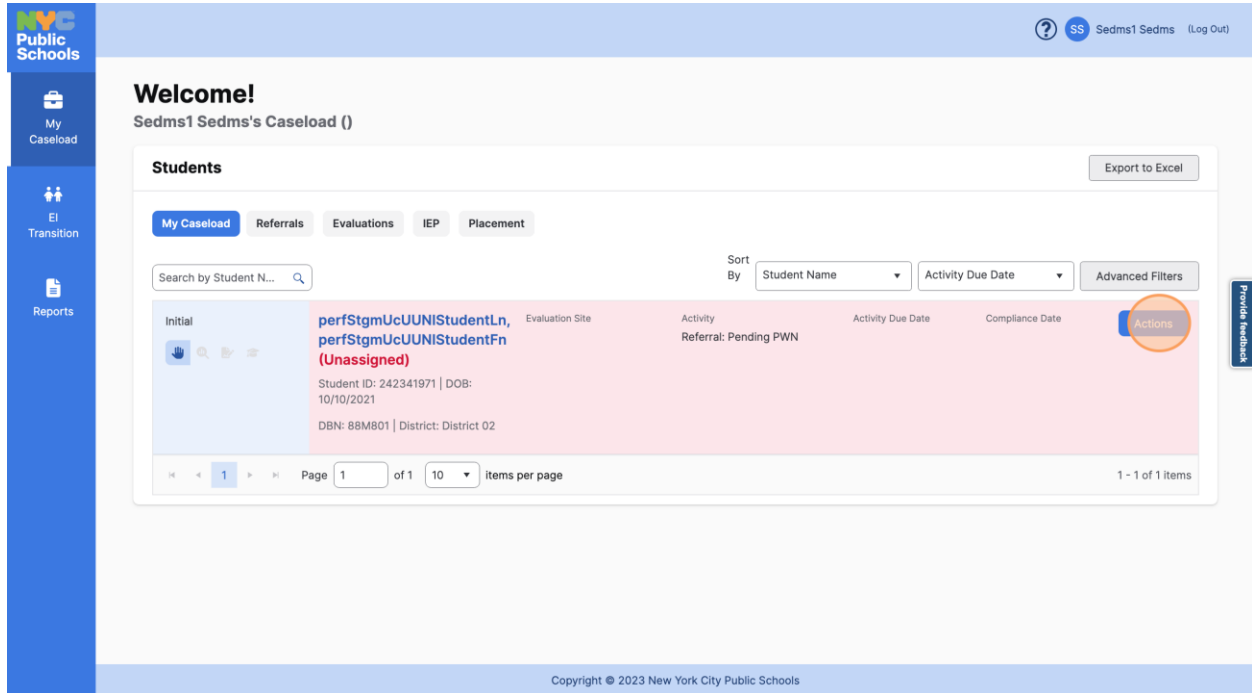 NYC
Public
Schools
? SS Sedms1 Sedms (Log Out)
My
Caseload
EI
Transition
Reports
Welcome!
Sedms1 Sedms's Caseload ()
Students
Export to Excel
My Caseload Referrals Evaluations IEP Placement
Search by Student N...
Sort
By Student Name Activity Due Date Advanced Filters
Initial
perfStgmUcUUNIStudentLn,
perfStgmUcUUNIStudentFn
(Unassigned)
Student ID: 242341971 | DOB:
10/10/2021
DBN: 88M801 | District: District 02
Evaluation Site
Activity
Referral: Pending PWN
Activity Due Date
Compliance Date
Actions
1 Page 1 of 1 10 items per page 1 - 1 of 1 items
Provide feedback
Copyright © 2023 New York City Public Schools